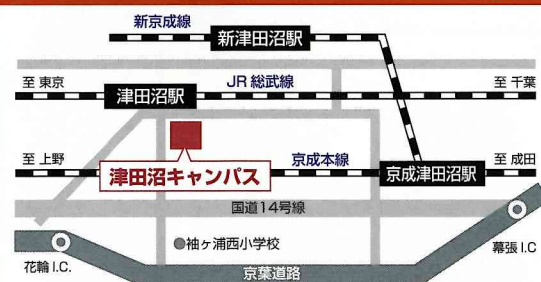 新京成線
新津田沼駅
至 東京
JR 総武線
至 千葉
津田沼駅
至 上野
津田沼キャンパス
京成本線
京成津田沼駅
至 成田
国道14号線
袖ヶ浦西小学校
花輪 I.C.
幕張 I.C
京葉道路